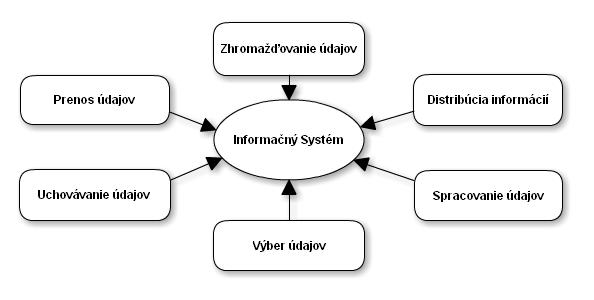 Zhromažďovanie údajov
Prenos údajov
Distribúcia informácií
Informačný Systém
Uchovávanie údajov
Spracovanie údajov
Výber údajov